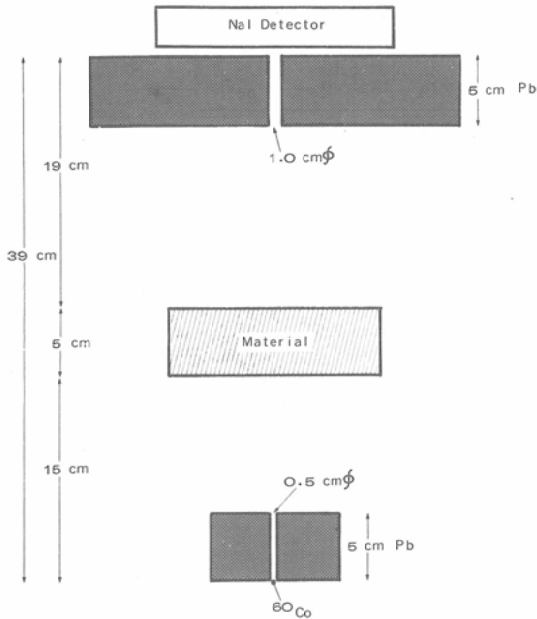 NaI Detector
5 cm Pb
1.0 cmϕ
19 cm
39 cm
5 cm
Material
15 cm
0.5 cmϕ
5 cm Pb
60Co